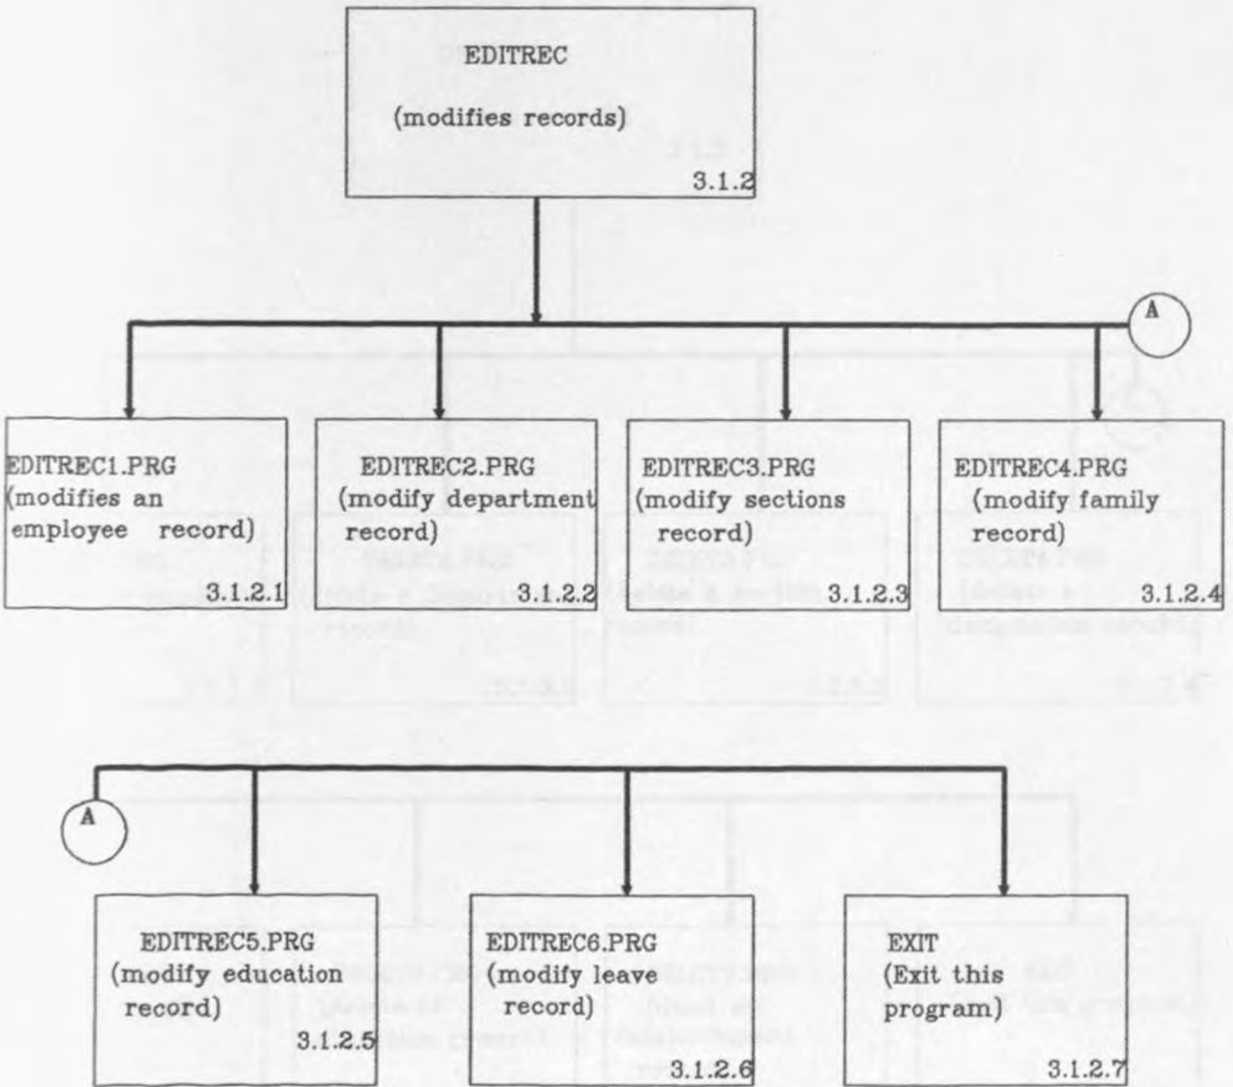 EDITREC
(modifies records)
3.1.2
A
EDITREC1.PRG
(modifies an
employee record)
3.1.2.1
EDITREC2.PRG
(modify department
record)
3.1.2.2
EDITREC3.PRG
(modify sections
record)
3.1.2.3
EDITREC4.PRG
(modify family
record)
3.1.2.4
A
EDITREC5.PRG
(modify education
record)
3.1.2.5
EDITREC6.PRG
(modify leave
record)
3.1.2.6
EXIT
(Exit this
program)
3.1.2.7